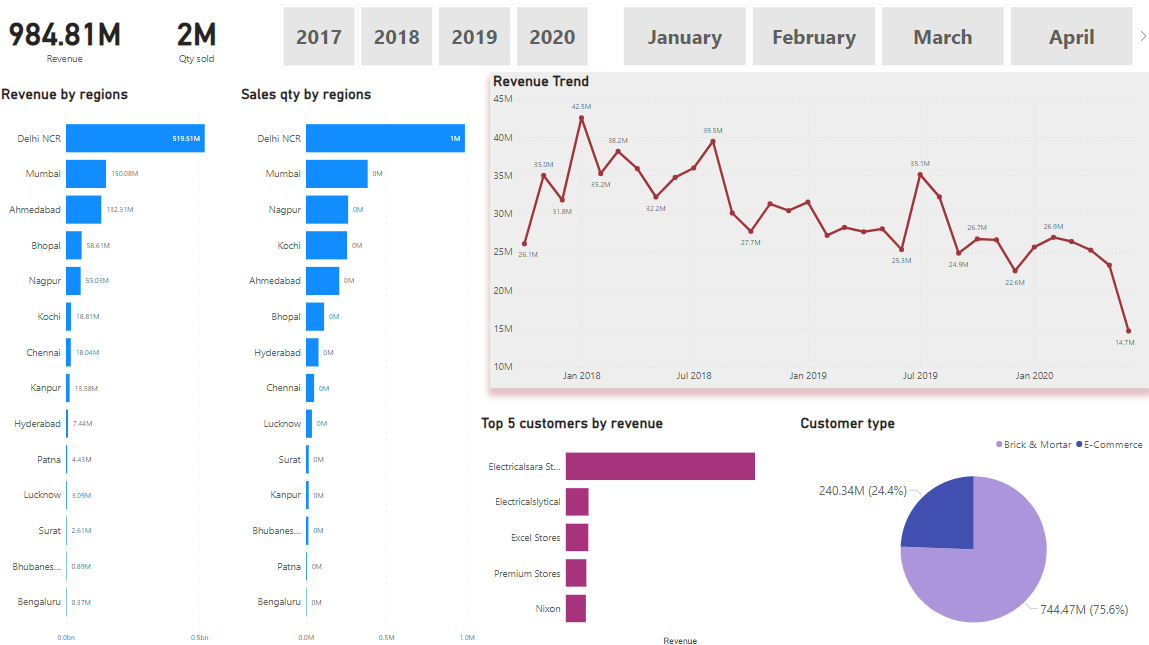 984.81M
Revenue
2M
Qty sold
2017
2018
2019
2020
January
February
March
April
Revenue by regions
Delhi NCR
519.51M
Mumbai
150.08M
Ahmedabad
132.31M
Bhopal
58.61M
Nagpur
55.03M
Kochi
18.81M
Chennai
18.04M
Kanpur
13.58M
Hyderabad
7.44M
Patna
4.43M
Lucknow
3.09M
Surat
2.61M
Bhubanes...
0.89M
Bengaluru
0.37M
0.0bn
0.5bn
Sales qty by regions
Delhi NCR
1M
Mumbai
0M
Nagpur
0M
Kochi
0M
Ahmedabad
0M
Bhopal
0M
Hyderabad
0M
Chennai
0M
Lucknow
0M
Surat
0M
Kanpur
0M
Bhubanes...
0M
Patna
0M
Bengaluru
0M
0.0M
0.5M
1.0M
Revenue Trend
45M
40M
35M
30M
25M
20M
15M
10M
26.1M
35.0M
31.8M
42.5M
35.2M
38.2M
32.2M
39.5M
27.7M
25.3M
35.1M
24.9M
26.7M
22.6M
26.9M
14.7M
Jan 2018
Jul 2018
Jan 2019
Jul 2019
Jan 2020
Top 5 customers by revenue
Electricalsara St...
Electricalslytical
Excel Stores
Premium Stores
Nixon
Revenue
Customer type
Brick & Mortar
E-Commerce
240.34M (24.4%)
744.47M (75.6%)